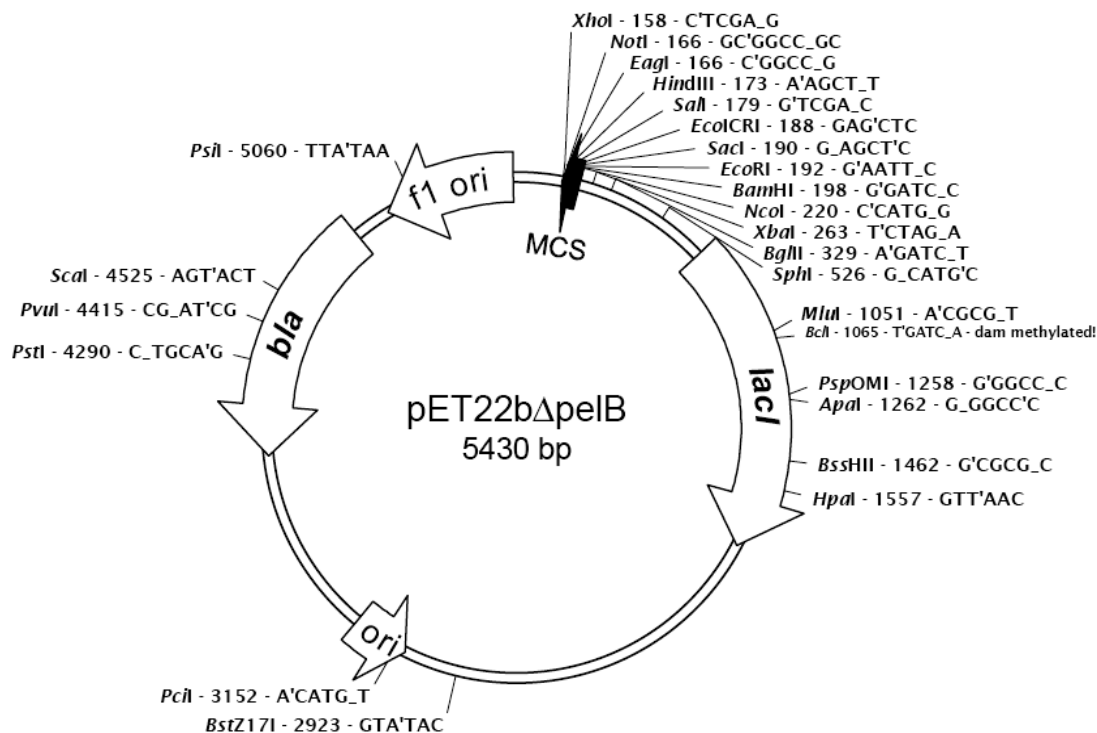 XhoI - 158 - C'TCGA_G
NotI - 166 - GC'GGCC_GC
EagI - 166 - C'GGCC_G
HindIII - 173 - A'AGCT_T
SalI - 179 - G'TCGA_C
EcoICRI - 188 - GAG'CTC
SacI - 190 - G_AGCT'C
EcoRI - 192 - G'AATT_C
BamHI - 198 - G'GATC_C
NcoI - 220 - C'CATG_G
XbaI - 263 - T'CTAG_A
BglII - 329 - A'GATC_T
SphI - 526 - G_CATG'C
MluI - 1051 - A'CGCG_T
BclI - 1065 - T'GATC_A - dam methylated!
PspOMI - 1258 - G'GGCC_C
ApaI - 1262 - G_GGCC'C
BssHII - 1462 - G'CGCG_C
HpaI - 1557 - GTT'AAC
PsiI - 5060 - TTA'TAA
f1 ori
MCS
ScaI - 4525 - AGT'ACT
PvuI - 4415 - CG_AT'CG
PstI - 4290 - C_TGCA'G
bla
lacI
pET22bΔpelB
5430 bp
ori
PciI - 3152 - A'CATG_T
BstZ17I - 2923 - GTA'TAC